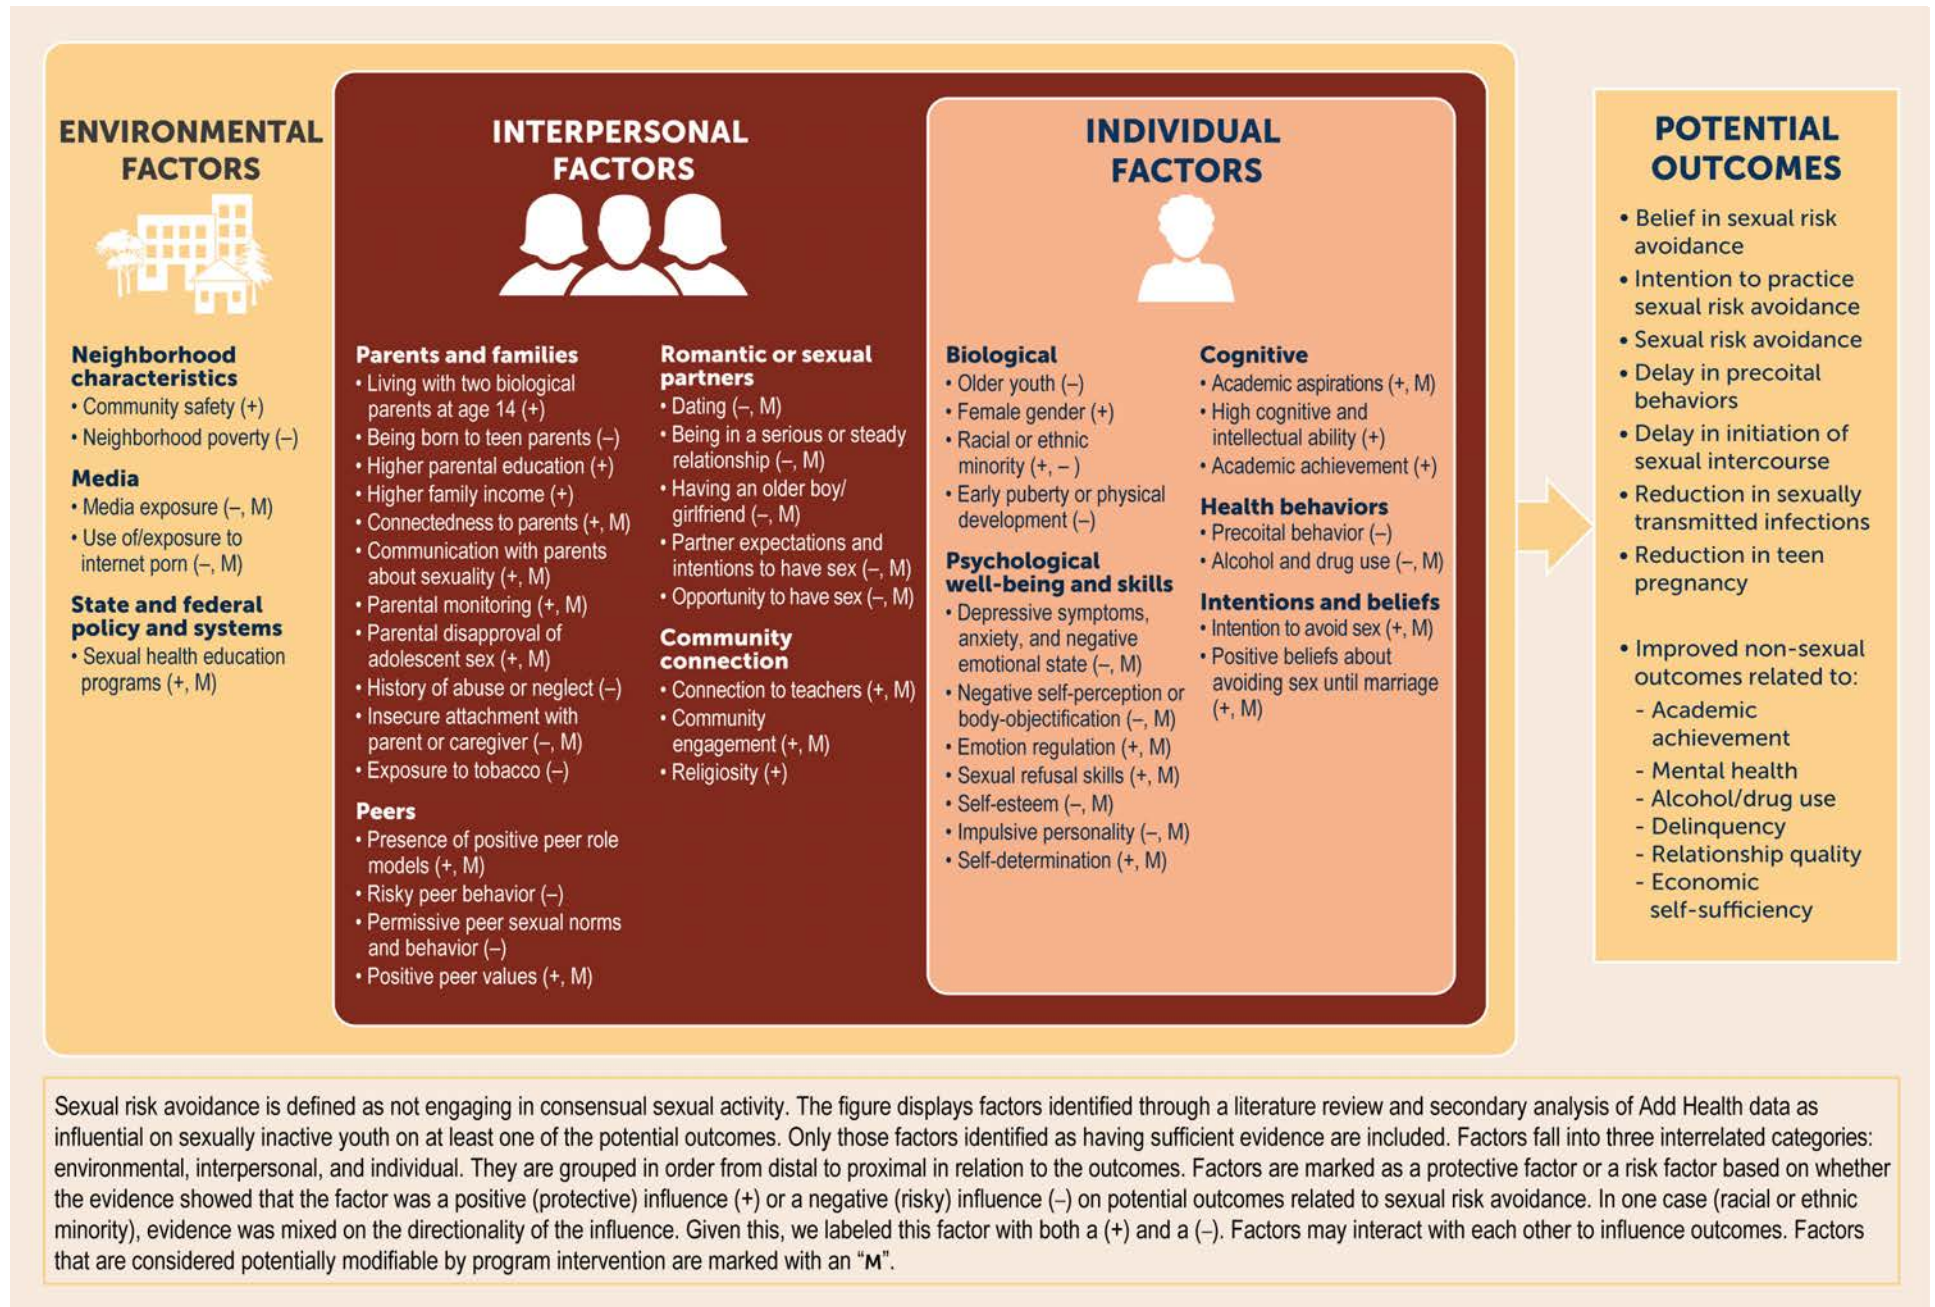 ENVIRONMENTAL
FACTORS
Neighborhood
characteristics
• Community safety (+)
• Neighborhood poverty (–)
Media
• Media exposure (–, M)
• Use of/exposure to
internet porn (–, M)
State and federal
policy and systems
• Sexual health education
programs (+, M)
INTERPERSONAL
FACTORS
Parents and families
• Living with two biological
parents at age 14 (+)
• Being born to teen parents (–)
• Higher parental education (+)
• Higher family income (+)
• Connectedness to parents (+, M)
• Communication with parents
about sexuality (+, M)
• Parental monitoring (+, M)
• Parental disapproval of
adolescent sex (+, M)
• History of abuse or neglect (–)
• Insecure attachment with
parent or caregiver (–, M)
• Exposure to tobacco (–)
Peers
• Presence of positive peer role
models (+, M)
• Risky peer behavior (–)
• Permissive peer sexual norms
and behavior (–)
• Positive peer values (+, M)
Romantic or sexual
partners
• Dating (–, M)
• Being in a serious or steady
relationship (–, M)
• Having an older boy/
girlfriend (–, M)
• Partner expectations and
intentions to have sex (–, M)
• Opportunity to have sex (–, M)
Community
connection
• Connection to teachers (+, M)
• Community
engagement (+, M)
• Religiosity (+)
INDIVIDUAL
FACTORS
Biological
• Older youth (–)
• Female gender (+)
• Racial or ethnic
minority (+, – )
• Early puberty or physical
development (–)
Psychological
well-being and skills
• Depressive symptoms,
anxiety, and negative
emotional state (–, M)
• Negative self-perception or
body-objectification (–, M)
• Emotion regulation (+, M)
• Sexual refusal skills (+, M)
• Self-esteem (–, M)
• Impulsive personality (–, M)
• Self-determination (+, M)
Cognitive
• Academic aspirations (+, M)
• High cognitive and
intellectual ability (+)
• Academic achievement (+)
Health behaviors
• Precoital behavior (–)
• Alcohol and drug use (–, M)
Intentions and beliefs
• Intention to avoid sex (+, M)
• Positive beliefs about
avoiding sex until marriage
(+, M)
POTENTIAL
OUTCOMES
• Belief in sexual risk
avoidance
• Intention to practice
sexual risk avoidance
• Sexual risk avoidance
• Delay in precoital
behaviors
• Delay in initiation of
sexual intercourse
• Reduction in sexually
transmitted infections
• Reduction in teen
pregnancy
• Improved non-sexual
outcomes related to:
- Academic
achievement
- Mental health
- Alcohol/drug use
- Delinquency
- Relationship quality
- Economic
self-sufficiency
Sexual risk avoidance is defined as not engaging in consensual sexual activity. The figure displays factors identified through a literature review and secondary analysis of Add Health data as
influential on sexually inactive youth on at least one of the potential outcomes. Only those factors identified as having sufficient evidence are included. Factors fall into three interrelated categories:
environmental, interpersonal, and individual. They are grouped in order from distal to proximal in relation to the outcomes. Factors are marked as a protective factor or a risk factor based on whether
the evidence showed that the factor was a positive (protective) influence (+) or a negative (risky) influence (–) on potential outcomes related to sexual risk avoidance. In one case (racial or ethnic
minority), evidence was mixed on the directionality of the influence. Given this, we labeled this factor with both a (+) and a (–). Factors may interact with each other to influence outcomes. Factors
that are considered potentially modifiable by program intervention are marked with an “M”.